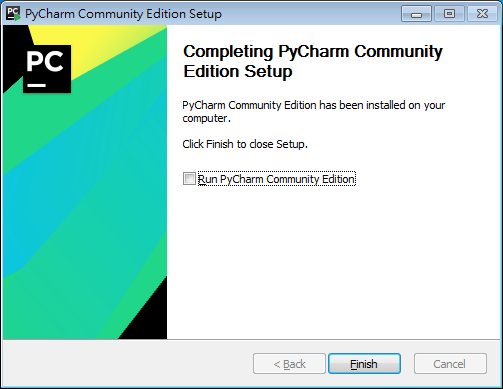 PyCharm Community Edition Setup
PC
Completing PyCharm Community
Edition Setup
PyCharm Community Edition has been installed on your
computer.
Click Finish to close Setup.
Run PyCharm Community Edition
< Back
Finish
Cancel